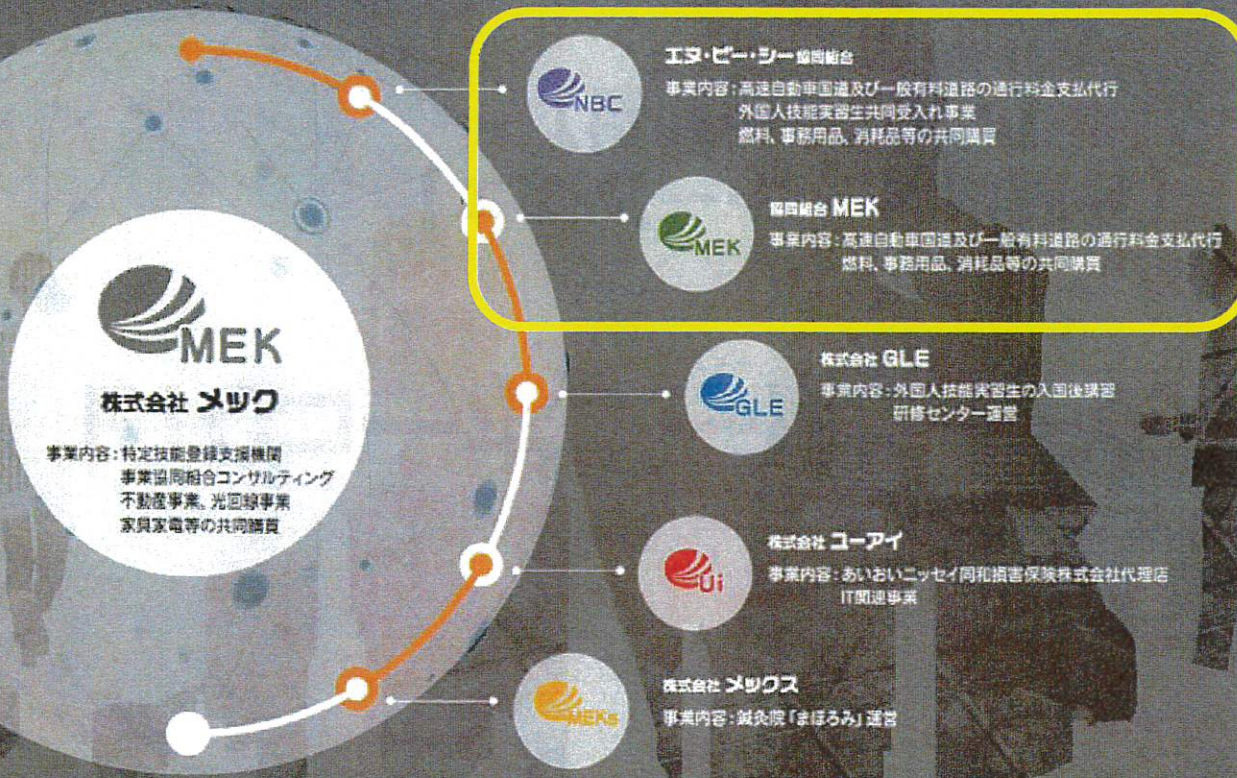 MEK
株式会社 メック
事業内容：特定技能登録支援機関
事業協同組合コンサルティング
不動産事業、光回線事業
家具家電等の共同購買
NBC
エヌ・ビー・シー 協同組合
事業内容：高速自動車国道及び一般有料道路の通行料金支払代行
外国人技能実習生共同受入れ事業
燃料、事務用品、消耗品等の共同購買
MEK
協同組合 MEK
事業内容：高速自動車国道及び一般有料道路の通行料金支払代行
燃料、事務用品、消耗品等の共同購買
GLE
株式会社 GLE
事業内容：外国人技能実習生の入国後講習
研修センター運営
Ui
株式会社 ユーアイ
事業内容：あいおいニッセイ同和損害保険株式会社代理店
IT関連事業
MEKs
株式会社 メックス
事業内容：鍼灸院「まほろみ」運営